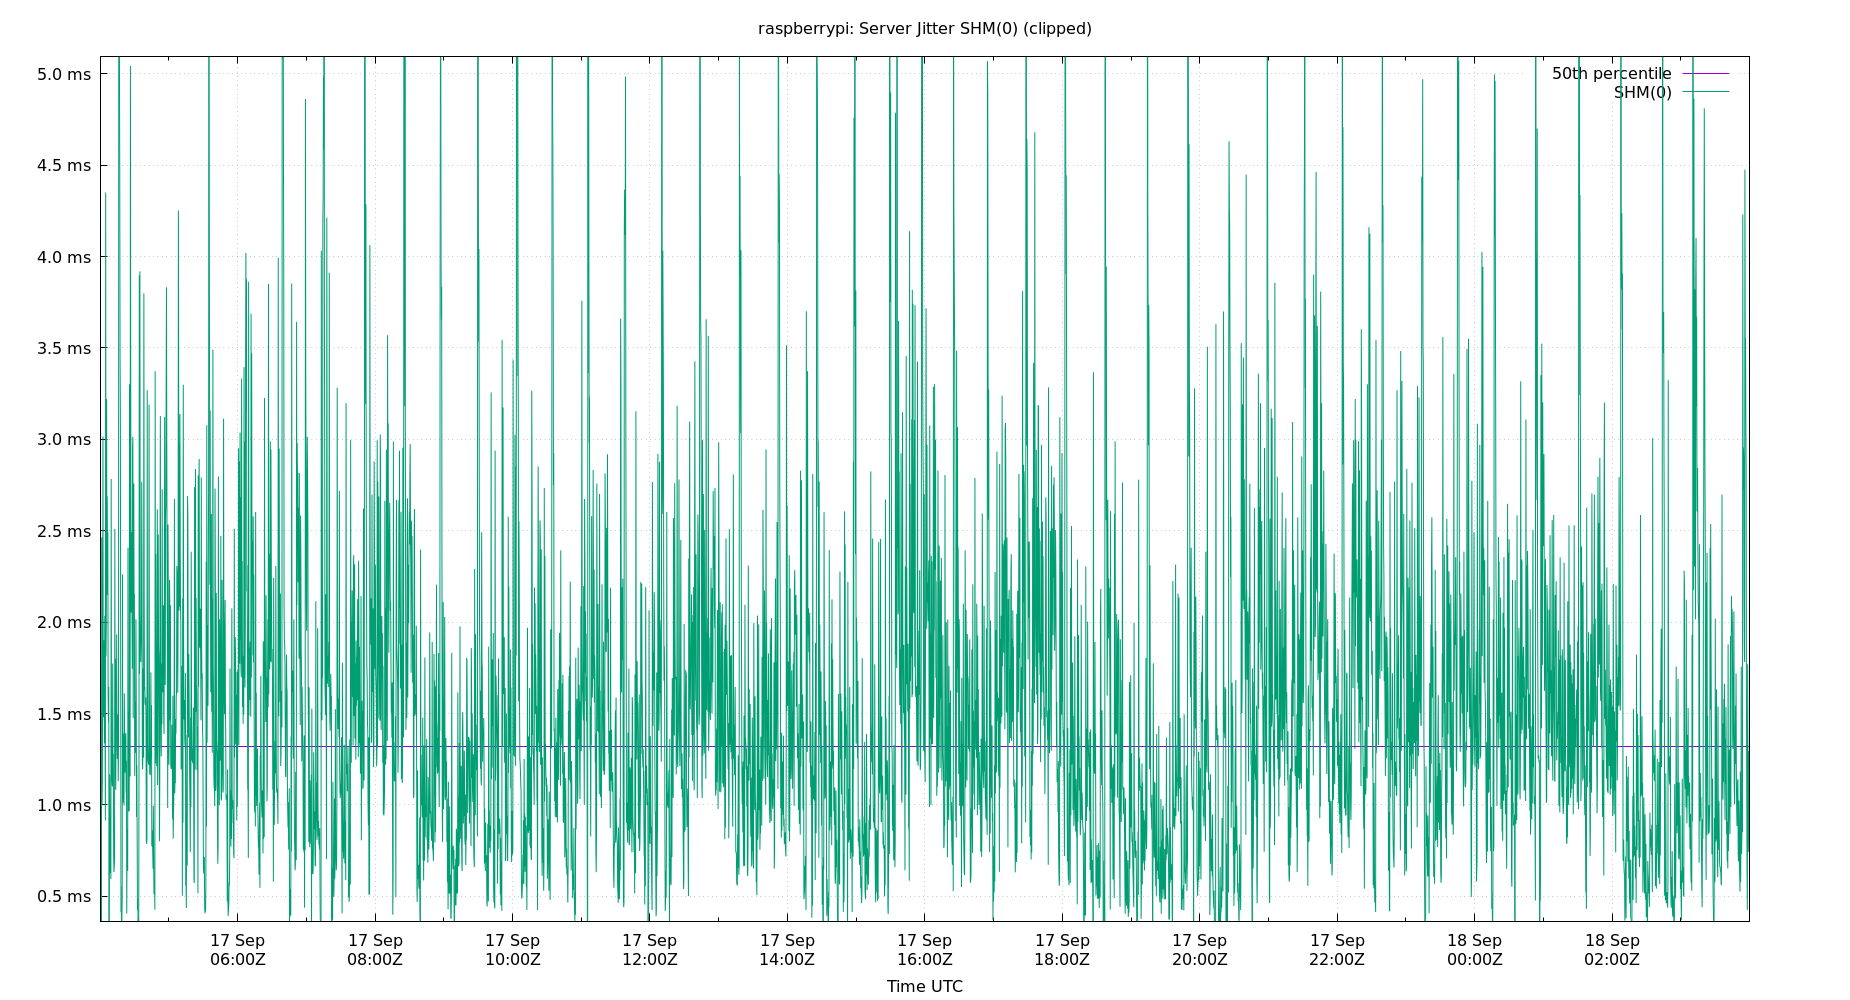 raspberrypi: Server Jitter SHM(0) (clipped)
50th percentile
SHM(0)
5.0 ms
4.5 ms
4.0 ms
3.5 ms
3.0 ms
2.5 ms
2.0 ms
1.5 ms
1.0 ms
0.5 ms
17 Sep 17 Sep 17 Sep 17 Sep 17 Sep 17 Sep 17 Sep 17 Sep 17 Sep 18 Sep 18 Sep
06:00Z 08:00Z 10:00Z 12:00Z 14:00Z 16:00Z 18:00Z 20:00Z 22:00Z 00:00Z 02:00Z
Time UTC